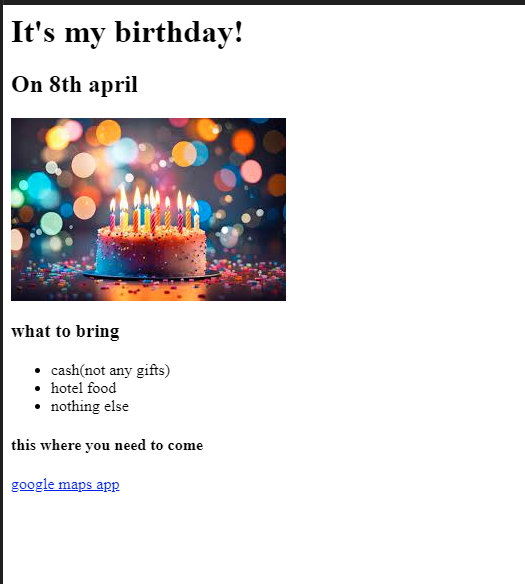 It's my birthday!
On 8th april
what to bring
cash(not any gifts)
hotel food
nothing else
this where you need to come
google maps app